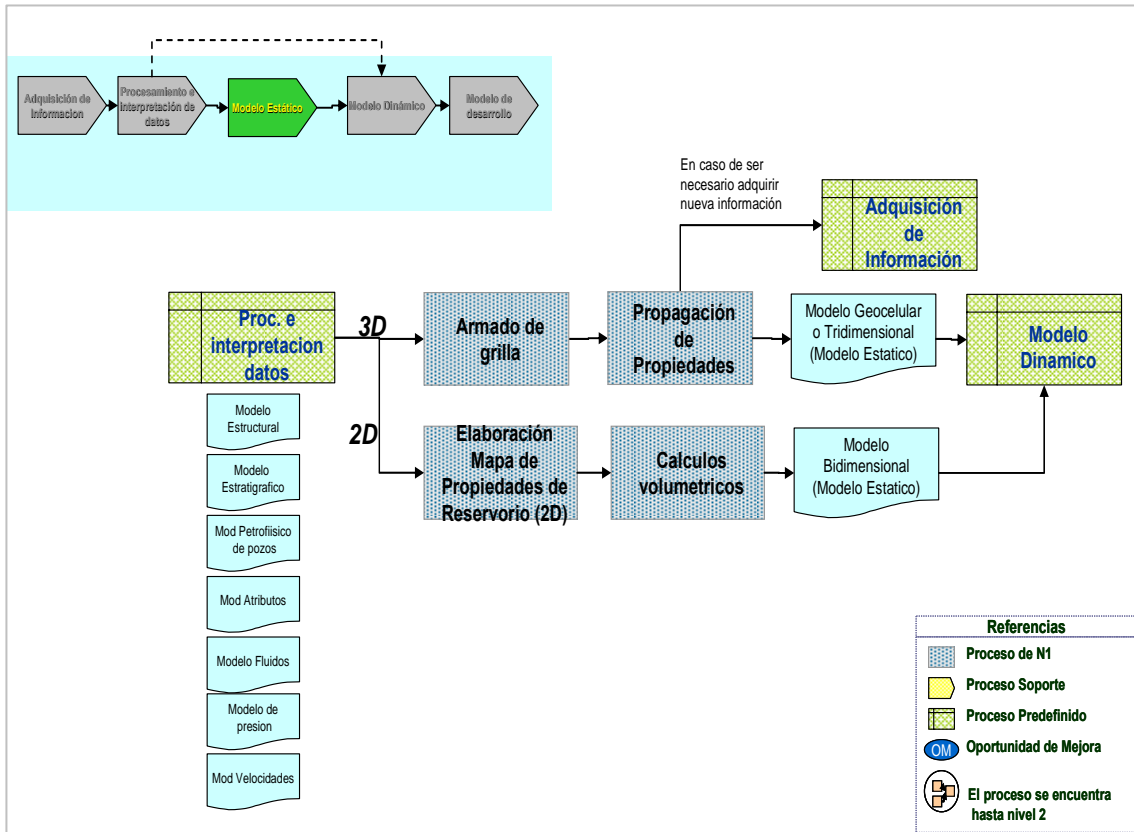 Adquisición de
Informacion
Procesamiento e
interpretación de
datos
Modelo Estático
Modelo Dinámico
Modelo de
desarrollo
En caso de ser
necesario adquirir
nueva información
Adquisición
de
Información
Proc. e
interpretacion
datos
3D
Armado de
grilla
Propagación
de
Propiedades
Modelo Geocelular
o Tridimensional
(Modelo Estatico)
Modelo
Dinamico
2D
Elaboración
Mapa de
Propiedades de
Reservorio (2D)
Calculos
volumetricos
Modelo
Bidimensional
(Modelo Estatico)
Modelo
Estructural
Modelo
Estratigrafico
Mod Petrofiisico
de pozos
Mod Atributos
Modelo Fluidos
Modelo de
presion
Mod Velocidades
Referencias
Proceso de N1
Proceso Soporte
Proceso Predefinido
OM Oportunidad de Mejora
El proceso se encuentra
hasta nivel 2